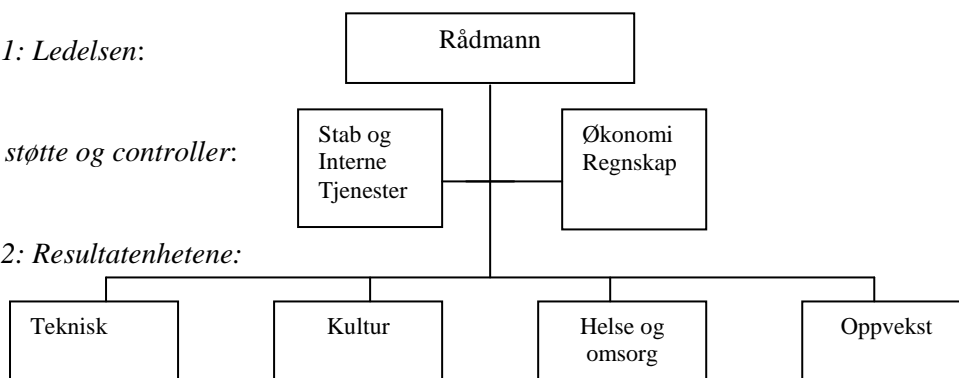 1: Ledelsen:
Rådmann
støtte og controller:
Stab og
Interne
Tjenester
Økonomi
Regnskap
2: Resultatenhetene:
Teknisk
Kultur
Helse og
omsorg
Oppvekst